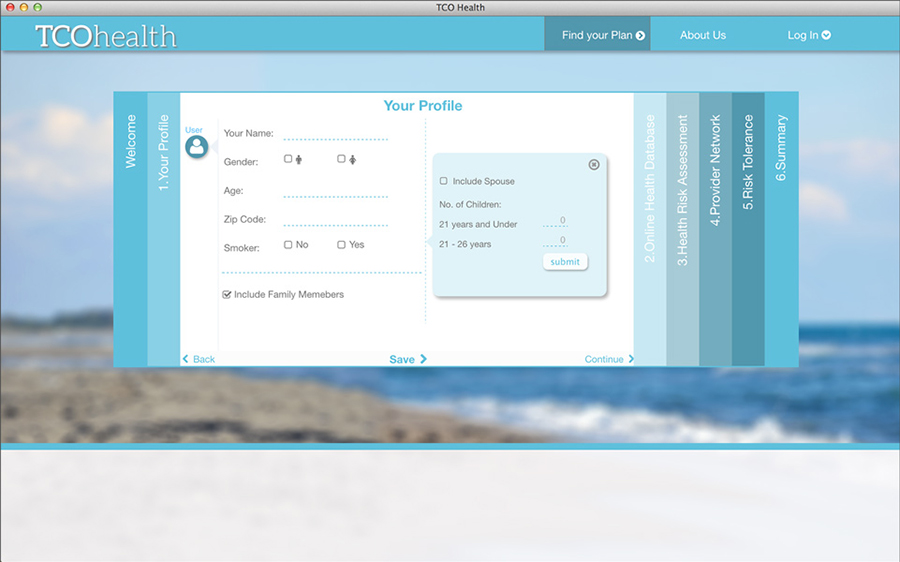 TCO Health
TCOhealth
Find your Plan
About Us
Log In
Welcome
1.Your Profile
Your Profile
User
Your Name:
Gender:
Age:
Zip Code:
Smoker:
No
Yes
Include Family Memebers
Include Spouse
No. of Children:
21 years and Under
0
21 - 26 years
0
submit
Back
Save
Continue
2.Online Health Database
3.Health Risk Assessment
4.Provider Network
5.Risk Tolerance
6.Summary